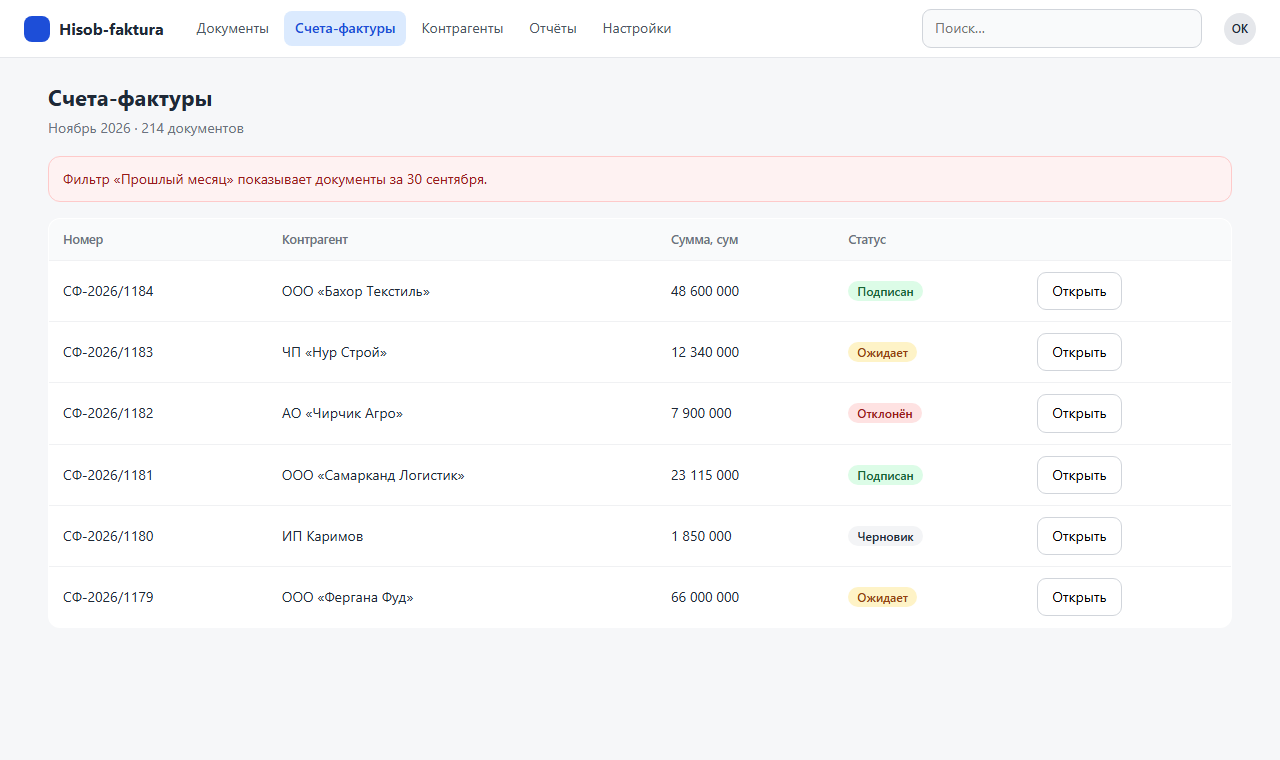 Hisob-faktura
Документы
Счета-фактуры
Контрагенты
Отчёты
Настройки
Поиск...
ОК
Счета-фактуры
Ноябрь 2026 · 214 документов
Фильтр «Прошлый месяц» показывает документы за 30 сентября.
Номер Контрагент Сумма, сум Статус
СФ-2026/1184 ООО «Бахор Текстиль» 48 600 000 Подписан Открыть
СФ-2026/1183 ЧП «Нур Строй» 12 340 000 Ожидает Открыть
СФ-2026/1182 АО «Чирчик Агро» 7 900 000 Отклонён Открыть
СФ-2026/1181 ООО «Самарканд Логистик» 23 115 000 Подписан Открыть
СФ-2026/1180 ИП Каримов 1 850 000 Черновик Открыть
СФ-2026/1179 ООО «Фергана Фуд» 66 000 000 Ожидает Открыть